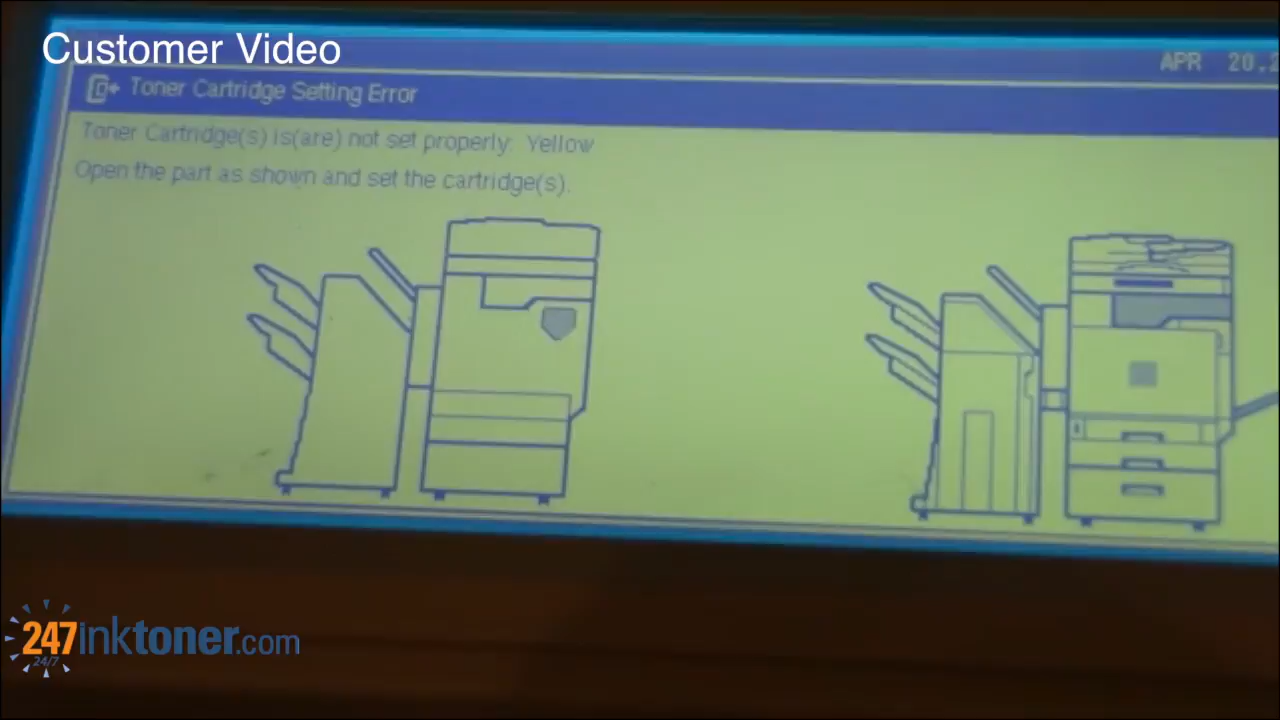 Customer Video
APR 20,2
Toner Cartridge Setting Error
Toner Cartridge(s) is(are) not set properly: Yellow
Open the part as shown and set the cartridge(s).
247inktoner.com
24/7